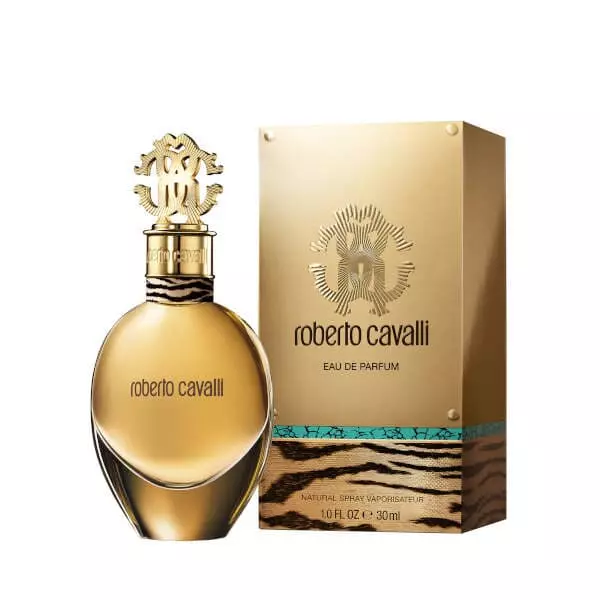 roberto cavalli
roberto cavalli
EAU DE PARFUM
NATURAL SPRAY VAPORISATEUR
1.0 FL OZ e 30ml